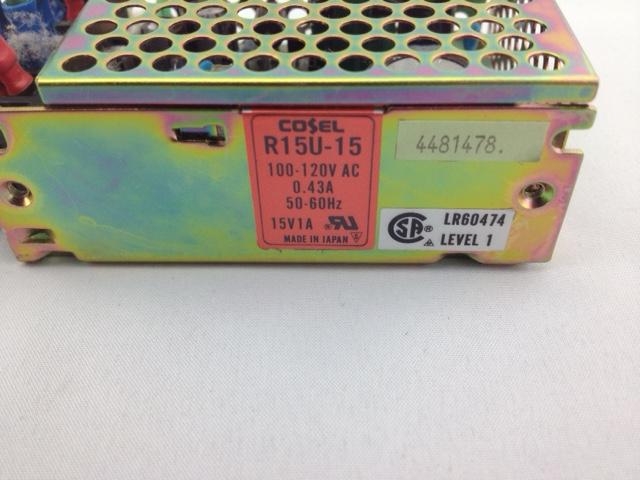 COSEL
R15U-15
100-120V AC
0.43A
50-60Hz
15V1A
MADE IN JAPAN
4481478.
LR60474
LEVEL 1